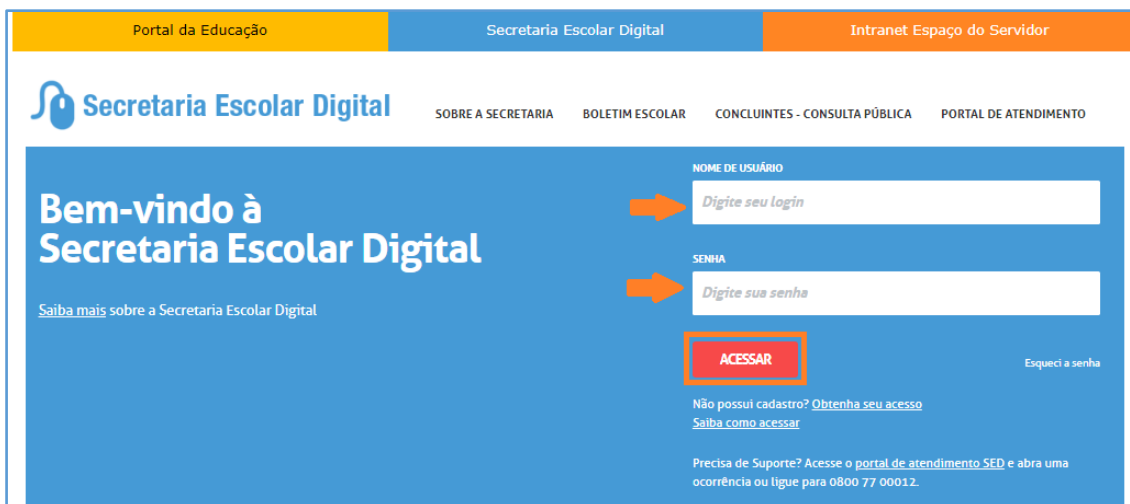 Portal da Educação
Secretaria Escolar Digital
Intranet Espaço do Servidor
Secretaria Escolar Digital
SOBRE A SECRETARIA
BOLETIM ESCOLAR
CONCLUINTES - CONSULTA PÚBLICA
PORTAL DE ATENDIMENTO
Bem-vindo à
Secretaria Escolar Digital
Saiba mais sobre a Secretaria Escolar Digital
NOME DE USUÁRIO
Digite seu login
SENHA
Digite sua senha
ACESSAR
Esqueci a senha
Não possui cadastro? Obtenha seu acesso
Saiba como acessar
Precisa de Suporte? Acesse o portal de atendimento SED e abra uma
ocorrência ou ligue para 0800 77 00012.